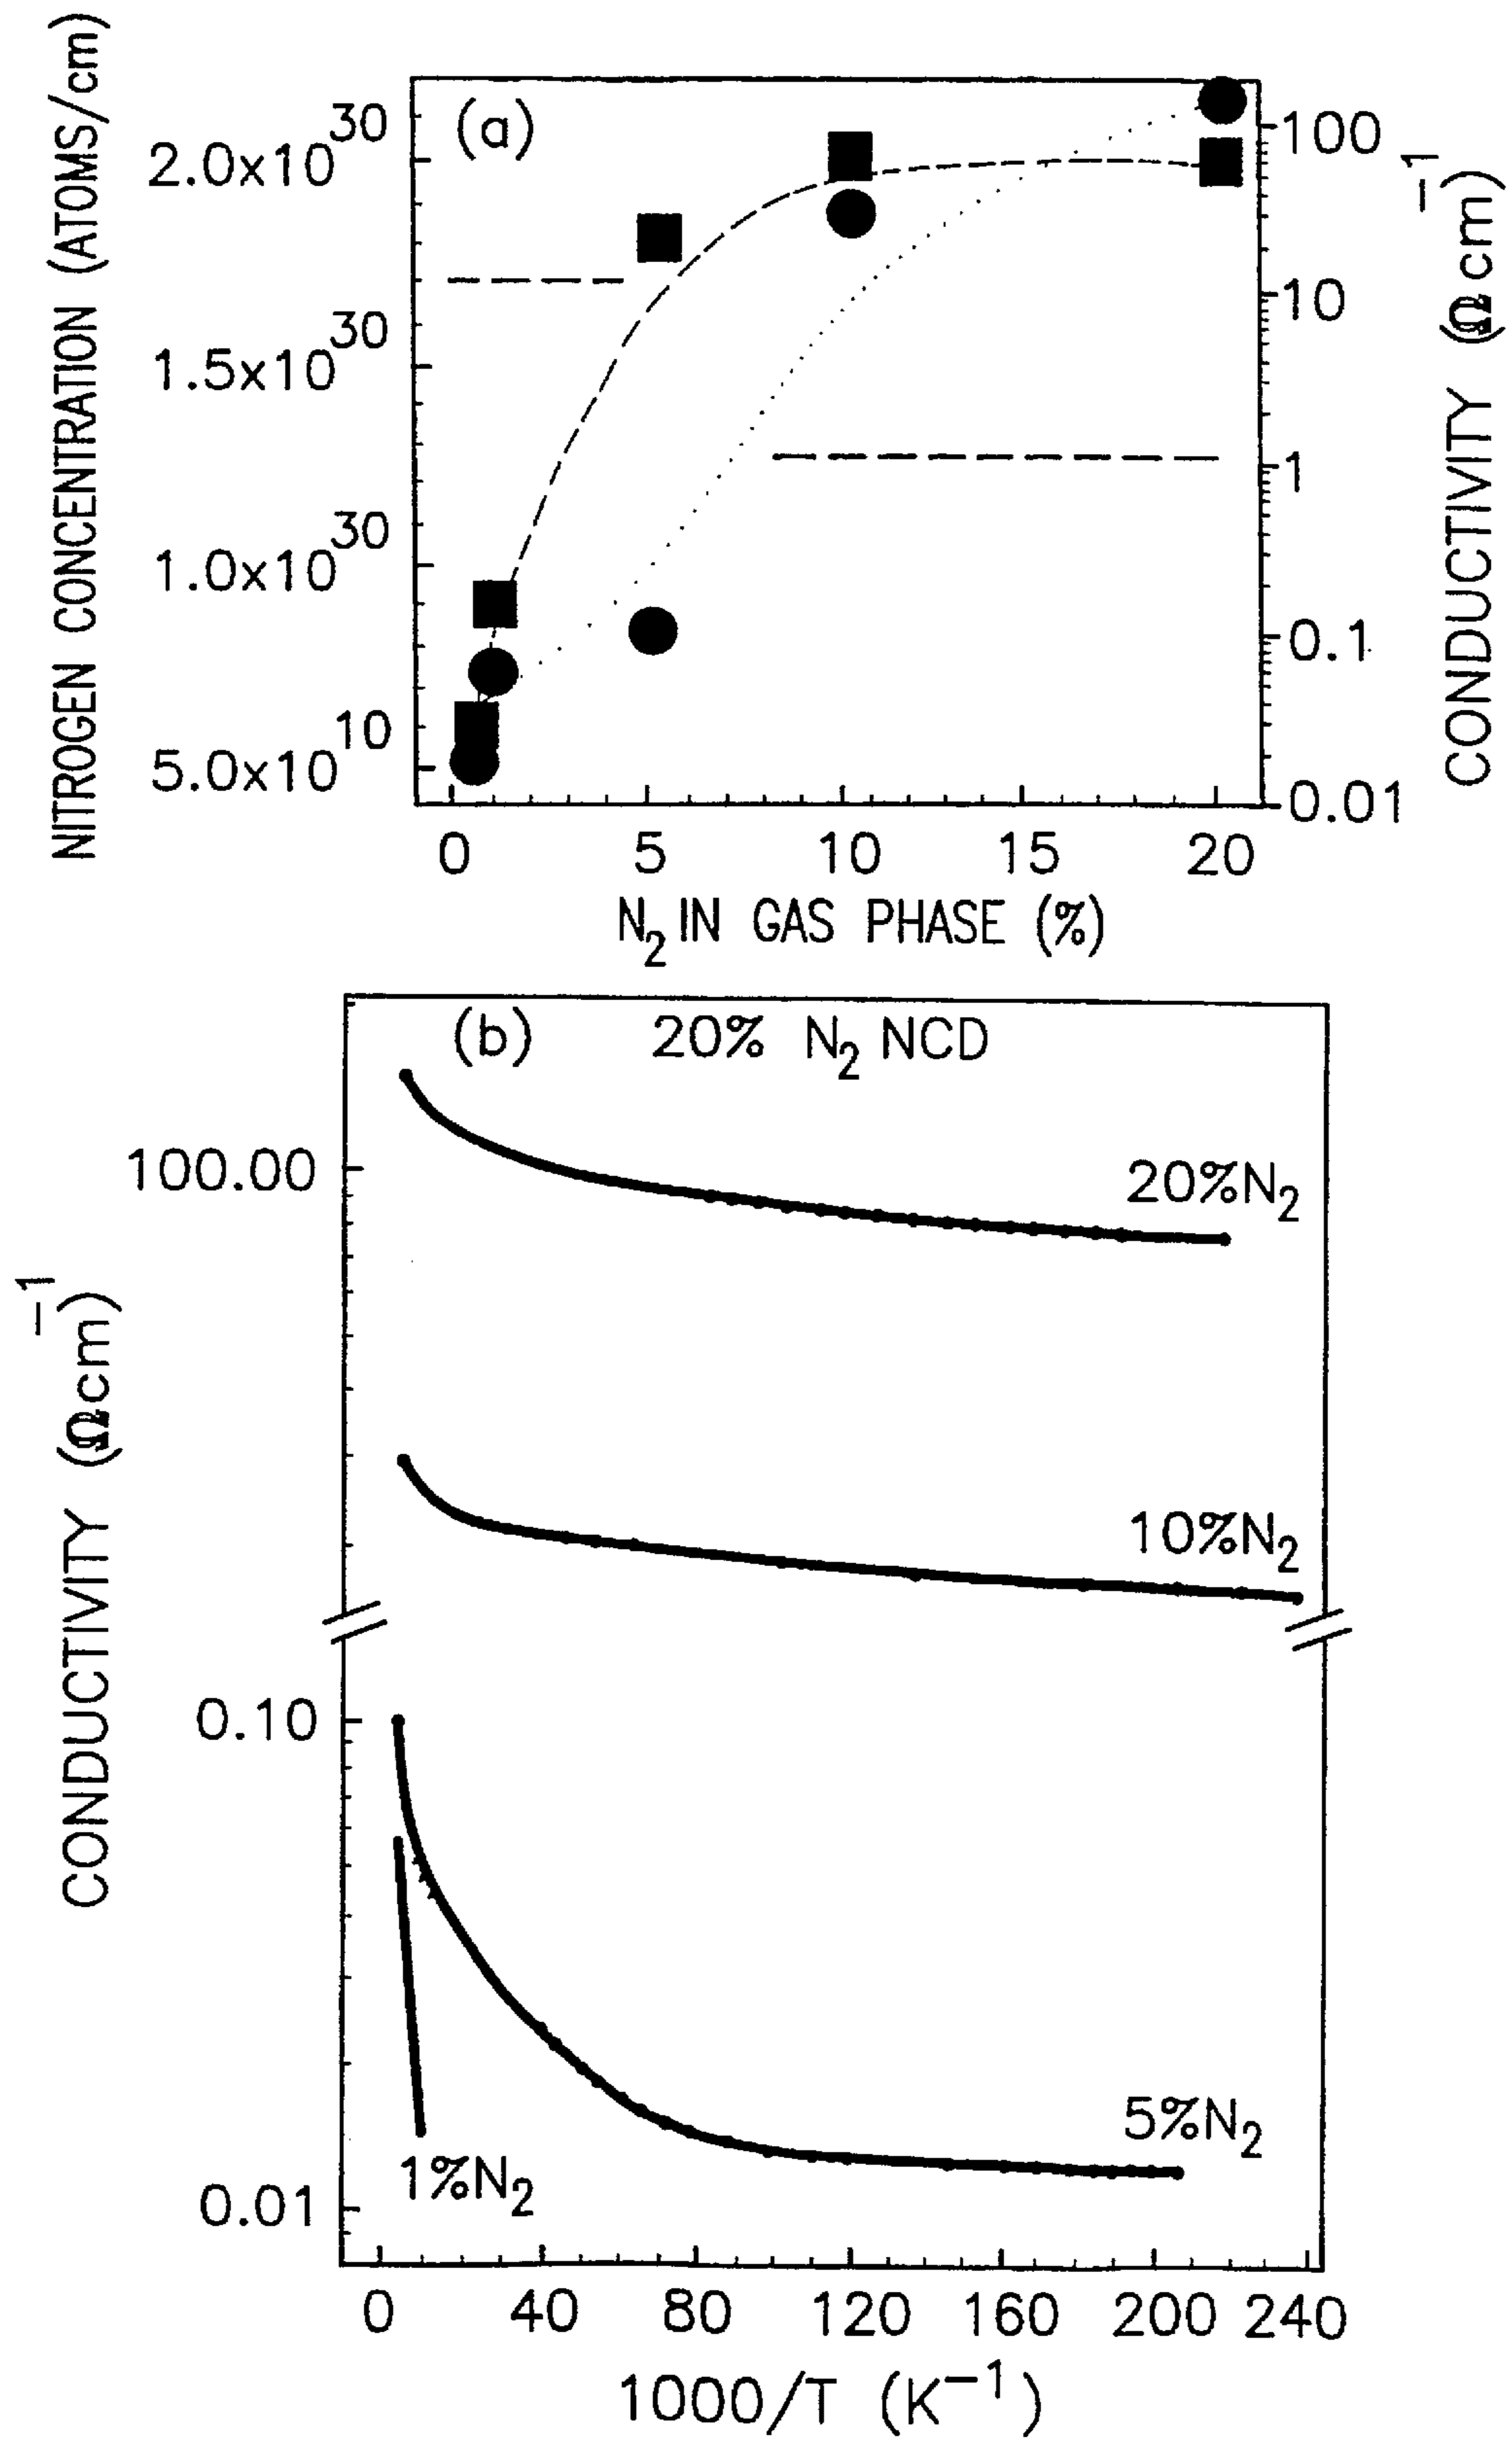 (a)
NITROGEN CONCENTRATION (ATOMS/cm)
2.0x10^30
1.5x10^30
1.0x10^30
5.0x10^10
100
10
1
0.1
0.01
CONDUCTIVITY (Ωcm)^-1
0 5 10 15 20
N2 IN GAS PHASE (%)
(b) 20% N2 NCD
CONDUCTIVITY (Ωcm)^-1
100.00
0.10
0.01
20%N2
10%N2
5%N2
1%N2
0 40 80 120 160 200 240
1000/T (K^-1)